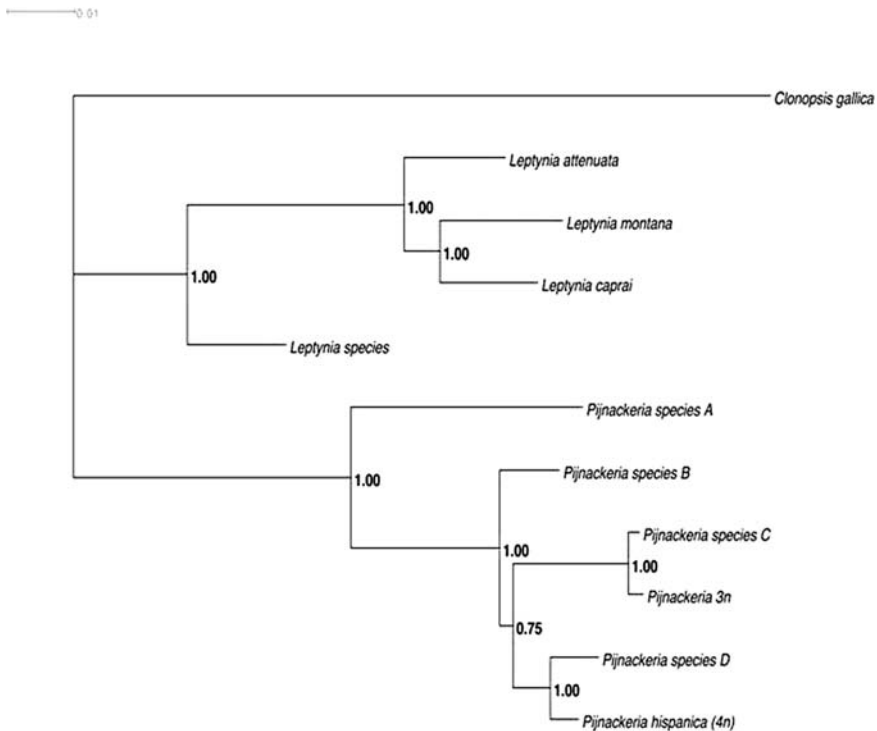 0.01
Clonopsis gallica
Leptynia attenuata
1.00
Leptynia montana
1.00
Leptynia caprai
1.00
Leptynia species
Pijnackeria species A
1.00
Pijnackeria species B
Pijnackeria species C
1.00
1.00
Pijnackeria 3n
0.75
Pijnackeria species D
1.00
Pijnackeria hispanica (4n)